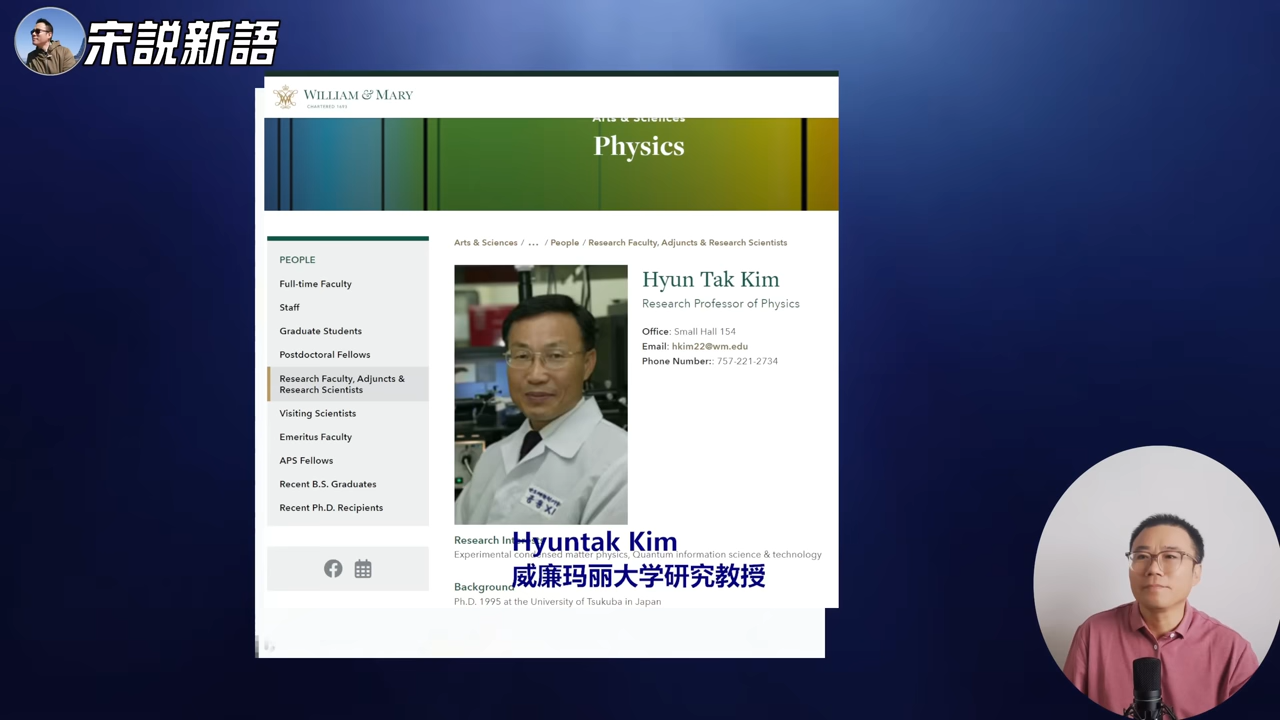 宋説新語
WILLIAM & MARY
CHARTERED 1693
Arts & Sciences
Physics
PEOPLE
Full-time Faculty
Staff
Graduate Students
Postdoctoral Fellows
Research Faculty, Adjuncts &
Research Scientists
Visiting Scientists
Emeritus Faculty
APS Fellows
Recent B.S. Graduates
Recent Ph.D. Recipients
Arts & Sciences / ... / People / Research Faculty, Adjuncts & Research Scientists
Hyun Tak Kim
Research Professor of Physics
Office: Small Hall 154
Email: hkim22@wm.edu
Phone Number:: 757-221-2734
Research
Experimental condensed matter physics, Quantum information science & technology
Hyuntak Kim
威廉玛丽大学研究教授
Background
Ph.D. 1995 at the University of Tsukuba in Japan